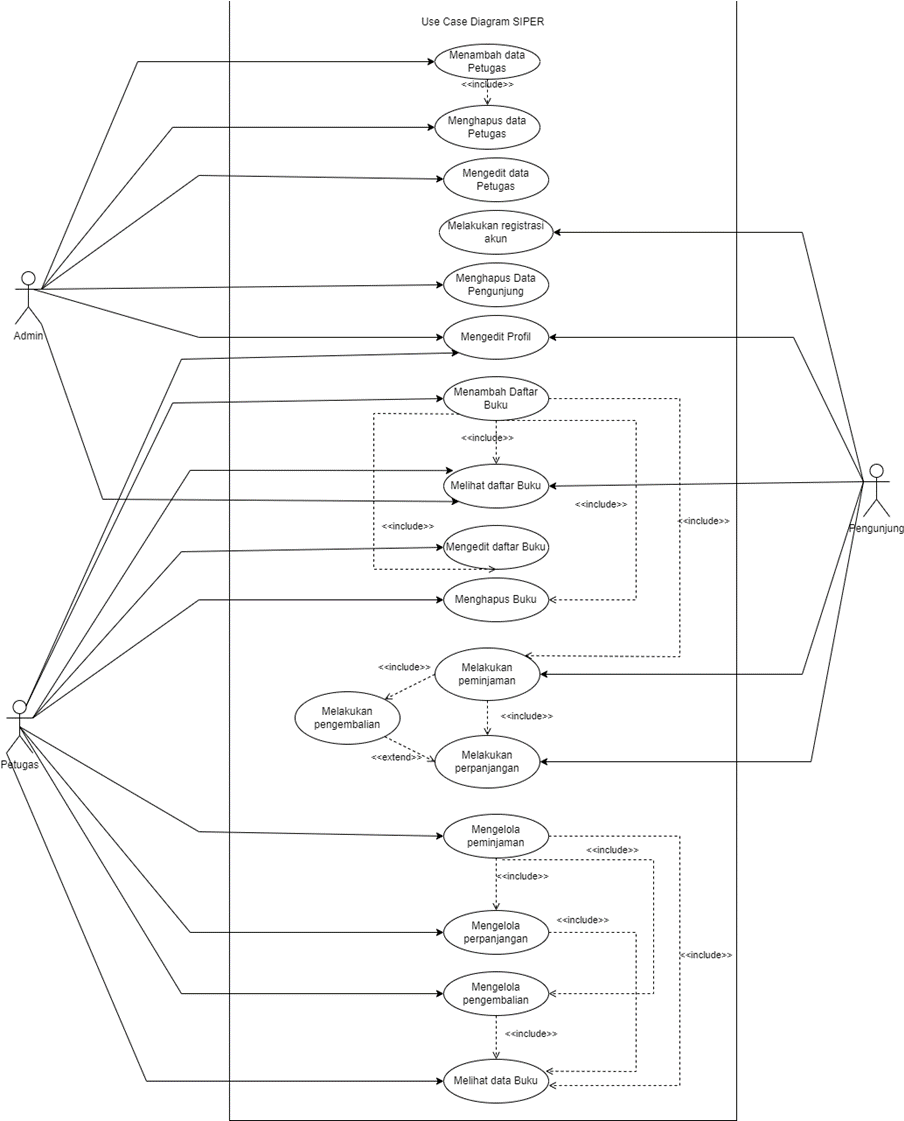 Use Case Diagram SIPER
Menambah data
Petugas
<<include>>
Menghapus data
Petugas
Mengedit data
Petugas
Melakukan registrasi
akun
Menghapus Data
Pengunjung
Admin
Mengedit Profil
Menambah Daftar
Buku
<<include>>
Melihat daftar Buku
Pengunjung
<<include>>
<<include>>
<<include>>
Mengedit daftar Buku
Menghapus Buku
<<include>>
Melakukan
peminjaman
Melakukan
pengembalian
<<include>>
Petugas
<<extend>>
Melakukan
perpanjangan
Mengelola
peminjaman
<<include>>
<<include>>
<<include>>
Mengelola
perpanjangan
<<include>>
Mengelola
pengembalian
<<include>>
Melihat data Buku